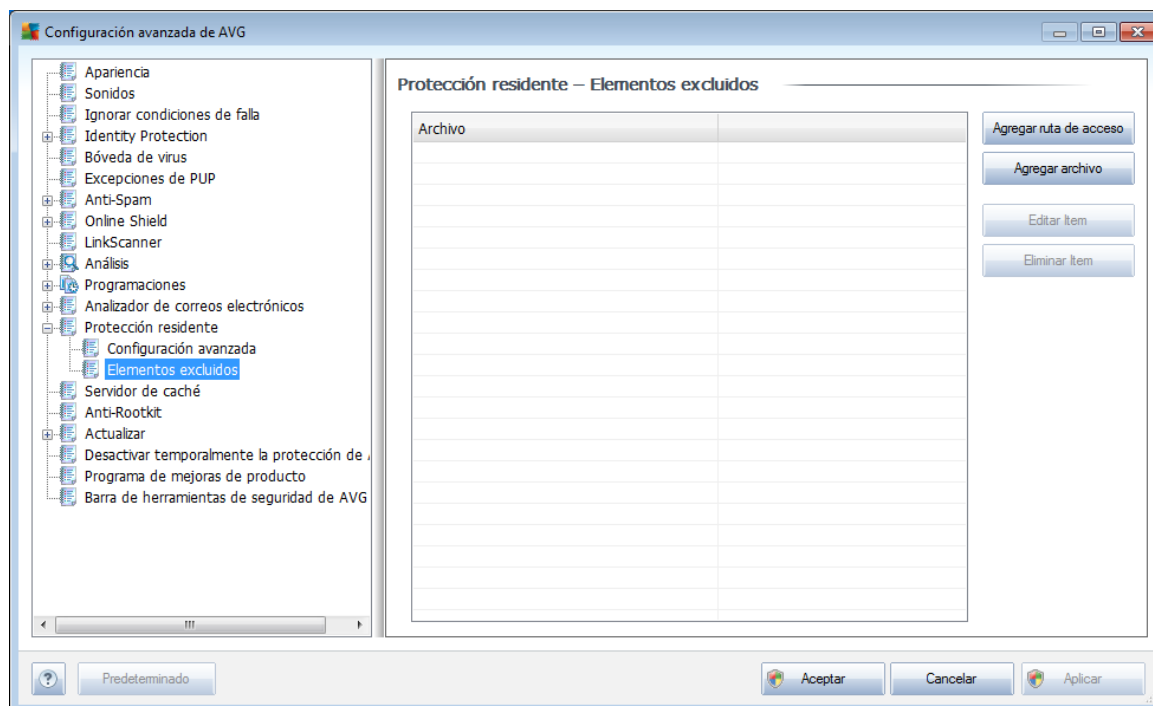 Configuración avanzada de AVG
Apariencia
Sonidos
Ignorar condiciones de falla
Identity Protection
Bóveda de virus
Excepciones de PUP
Anti-Spam
Online Shield
LinkScanner
Análisis
Programaciones
Analizador de correos electrónicos
Protección residente
Configuración avanzada
Elementos excluidos
Servidor de caché
Anti-Rootkit
Actualizar
Desactivar temporalmente la protección de
Programa de mejoras de producto
Barra de herramientas de seguridad de AVG
Protección residente – Elementos excluidos
Archivo
Agregar ruta de acceso
Agregar archivo
Editar Item
Eliminar Item
?
Predeterminado
Aceptar
Cancelar
Aplicar